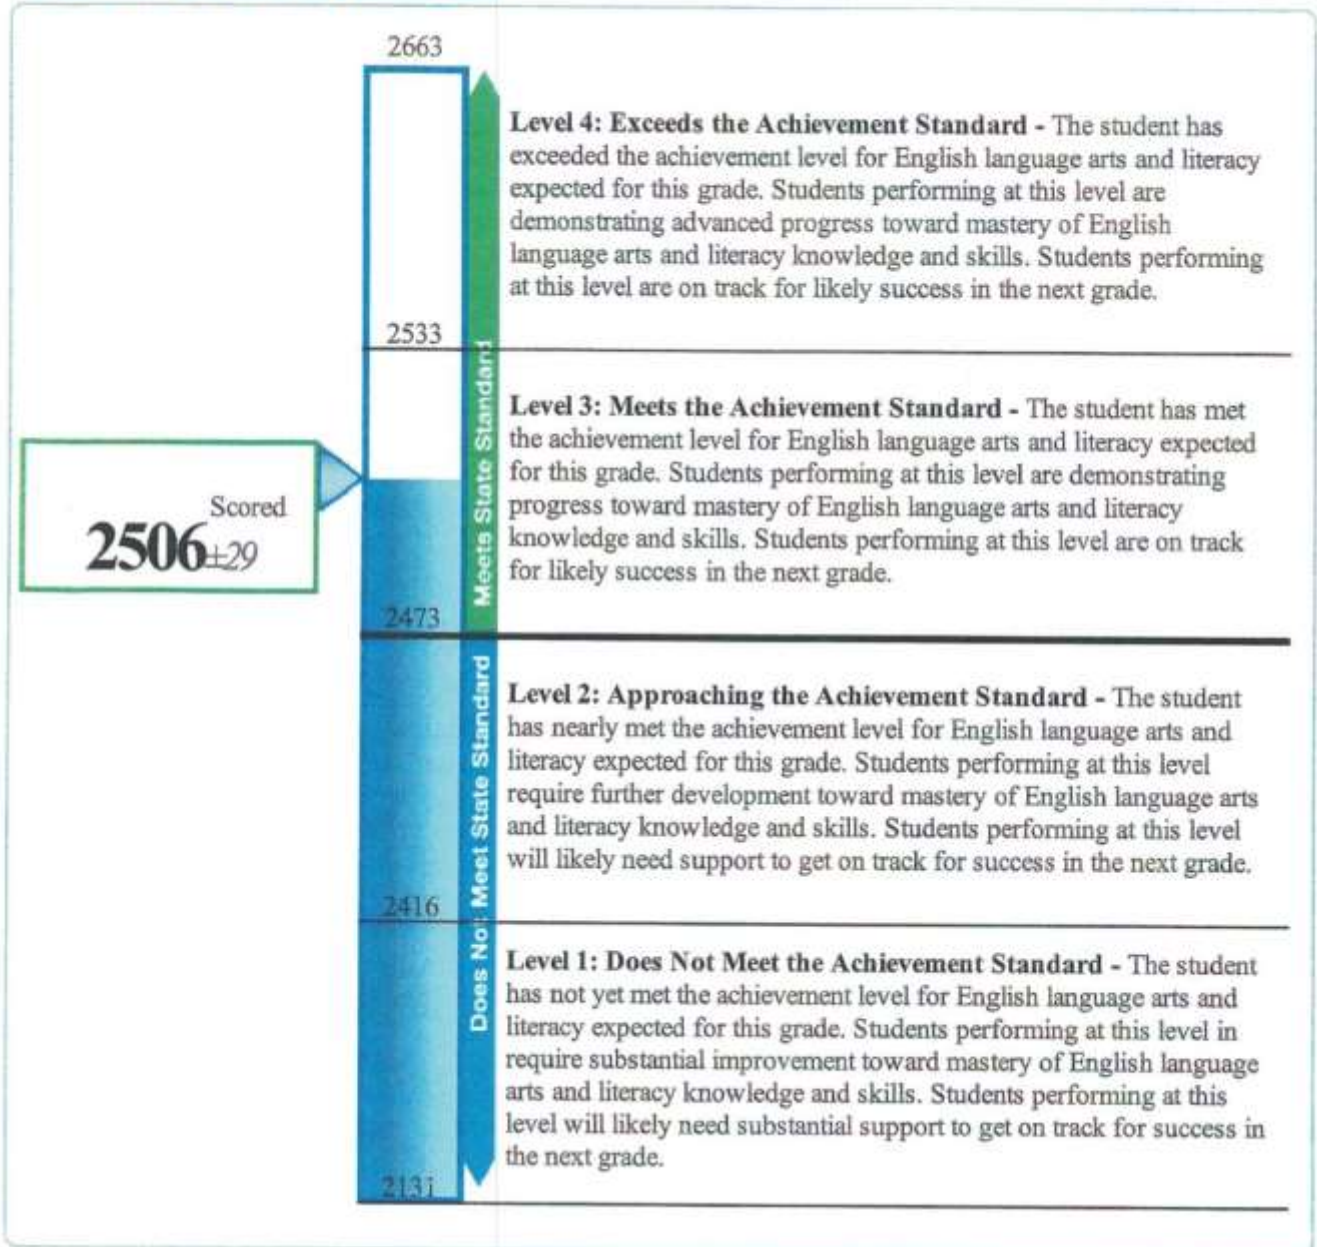 2663
Level 4: Exceeds the Achievement Standard - The student has
exceeded the achievement level for English language arts and literacy
expected for this grade. Students performing at this level are
demonstrating advanced progress toward mastery of English
language arts and literacy knowledge and skills. Students performing
at this level are on track for likely success in the next grade.
2533
Meets State Standard
Level 3: Meets the Achievement Standard - The student has met
the achievement level for English language arts and literacy expected
for this grade. Students performing at this level are demonstrating
progress toward mastery of English language arts and literacy
knowledge and skills. Students performing at this level are on track
for likely success in the next grade.
Scored
2506±29
2473
Does Not Meet State Standard
Level 2: Approaching the Achievement Standard - The student
has nearly met the achievement level for English language arts and
literacy expected for this grade. Students performing at this level
require further development toward mastery of English language arts
and literacy knowledge and skills. Students performing at this level
will likely need support to get on track for success in the next grade.
2416
Level 1: Does Not Meet the Achievement Standard - The student
has not yet met the achievement level for English language arts and
literacy expected for this grade. Students performing at this level in
require substantial improvement toward mastery of English language
arts and literacy knowledge and skills. Students performing at this
level will likely need substantial support to get on track for success in
the next grade.
2131